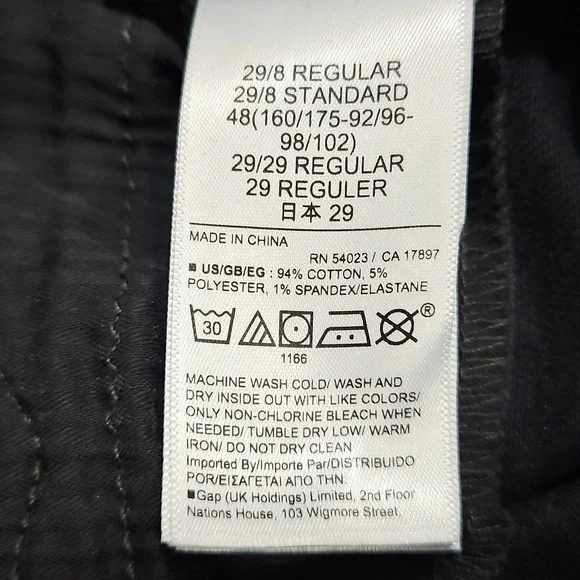 29/8 REGULAR
29/8 STANDARD
48(160/175-92/96-
98/102)
29/29 REGULAR
29 REGULER
日本 29
MADE IN CHINA
RN 54023 / CA 17897
■ US/GB/EG : 94% COTTON, 5%
POLYESTER, 1% SPANDEX/ELASTANE
30
®
1166
MACHINE WASH COLD/ WASH AND
DRY INSIDE OUT WITH LIKE COLORS/
ONLY NON-CHLORINE BLEACH WHEN
NEEDED/ TUMBLE DRY LOW/ WARM
IRON/ DO NOT DRY CLEAN
Imported By/Importe Par/DISTRIBUIDO
POR/ΕΙΣΑΓΕΤΑΙ ΑΠΟ ΤΗΝ.
■Gap (UK Holdings) Limited, 2nd Floor
Nations House, 103 Wigmore Street.